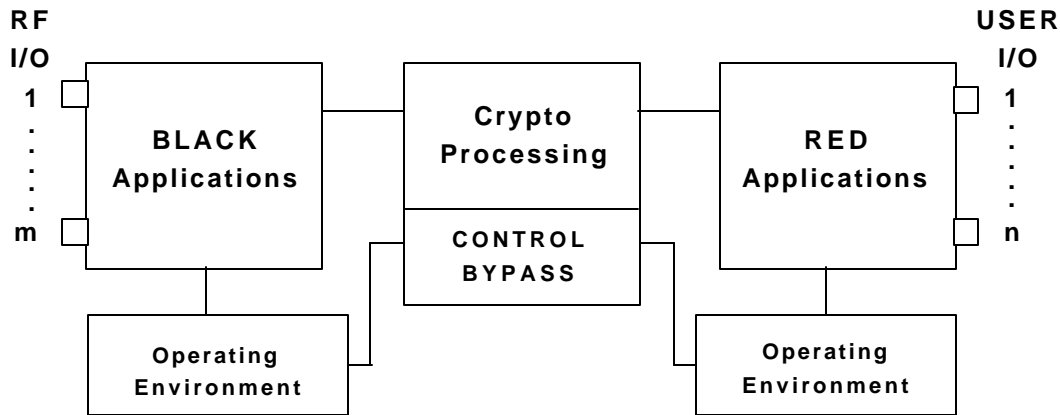 RF
I/O
1
.
.
.
.
.
m
BLACK
Applications
Operating
Environment
Crypto
Processing
CONTROL
BYPASS
RED
Applications
Operating
Environment
USER
I/O
1
.
.
.
.
.
n